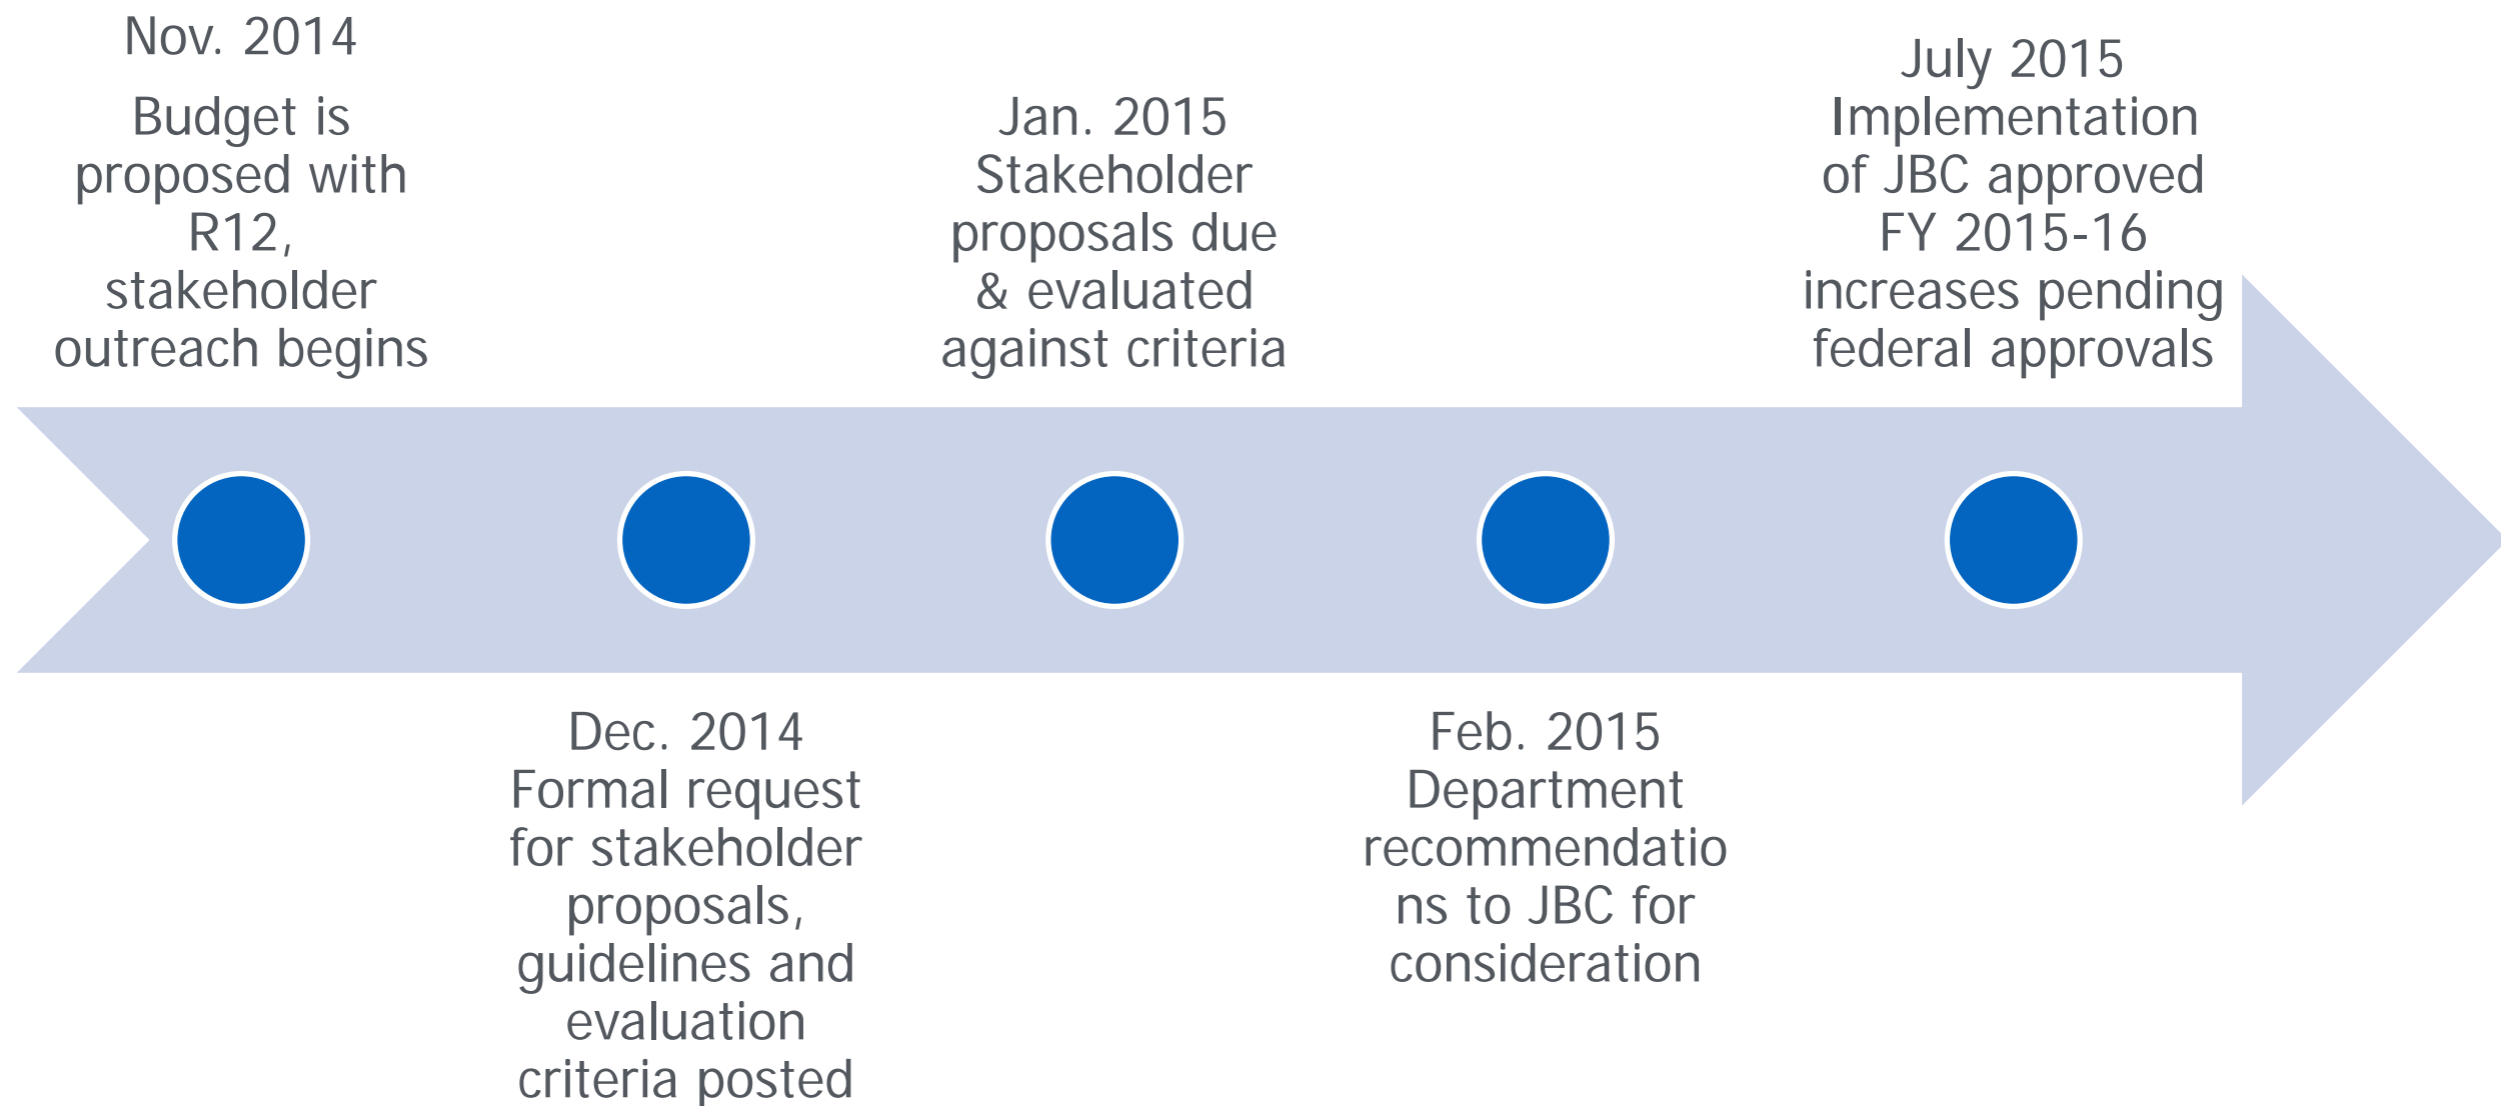 Nov. 2014
Budget is
proposed with
R12,
stakeholder
outreach begins
Dec. 2014
Formal request
for stakeholder
proposals,
guidelines and
evaluation
criteria posted
Jan. 2015
Stakeholder
proposals due
& evaluated
against criteria
Feb. 2015
Department
recommendatio
ns to JBC for
consideration
July 2015
Implementation
of JBC approved
FY 2015-16
increases pending
federal approvals